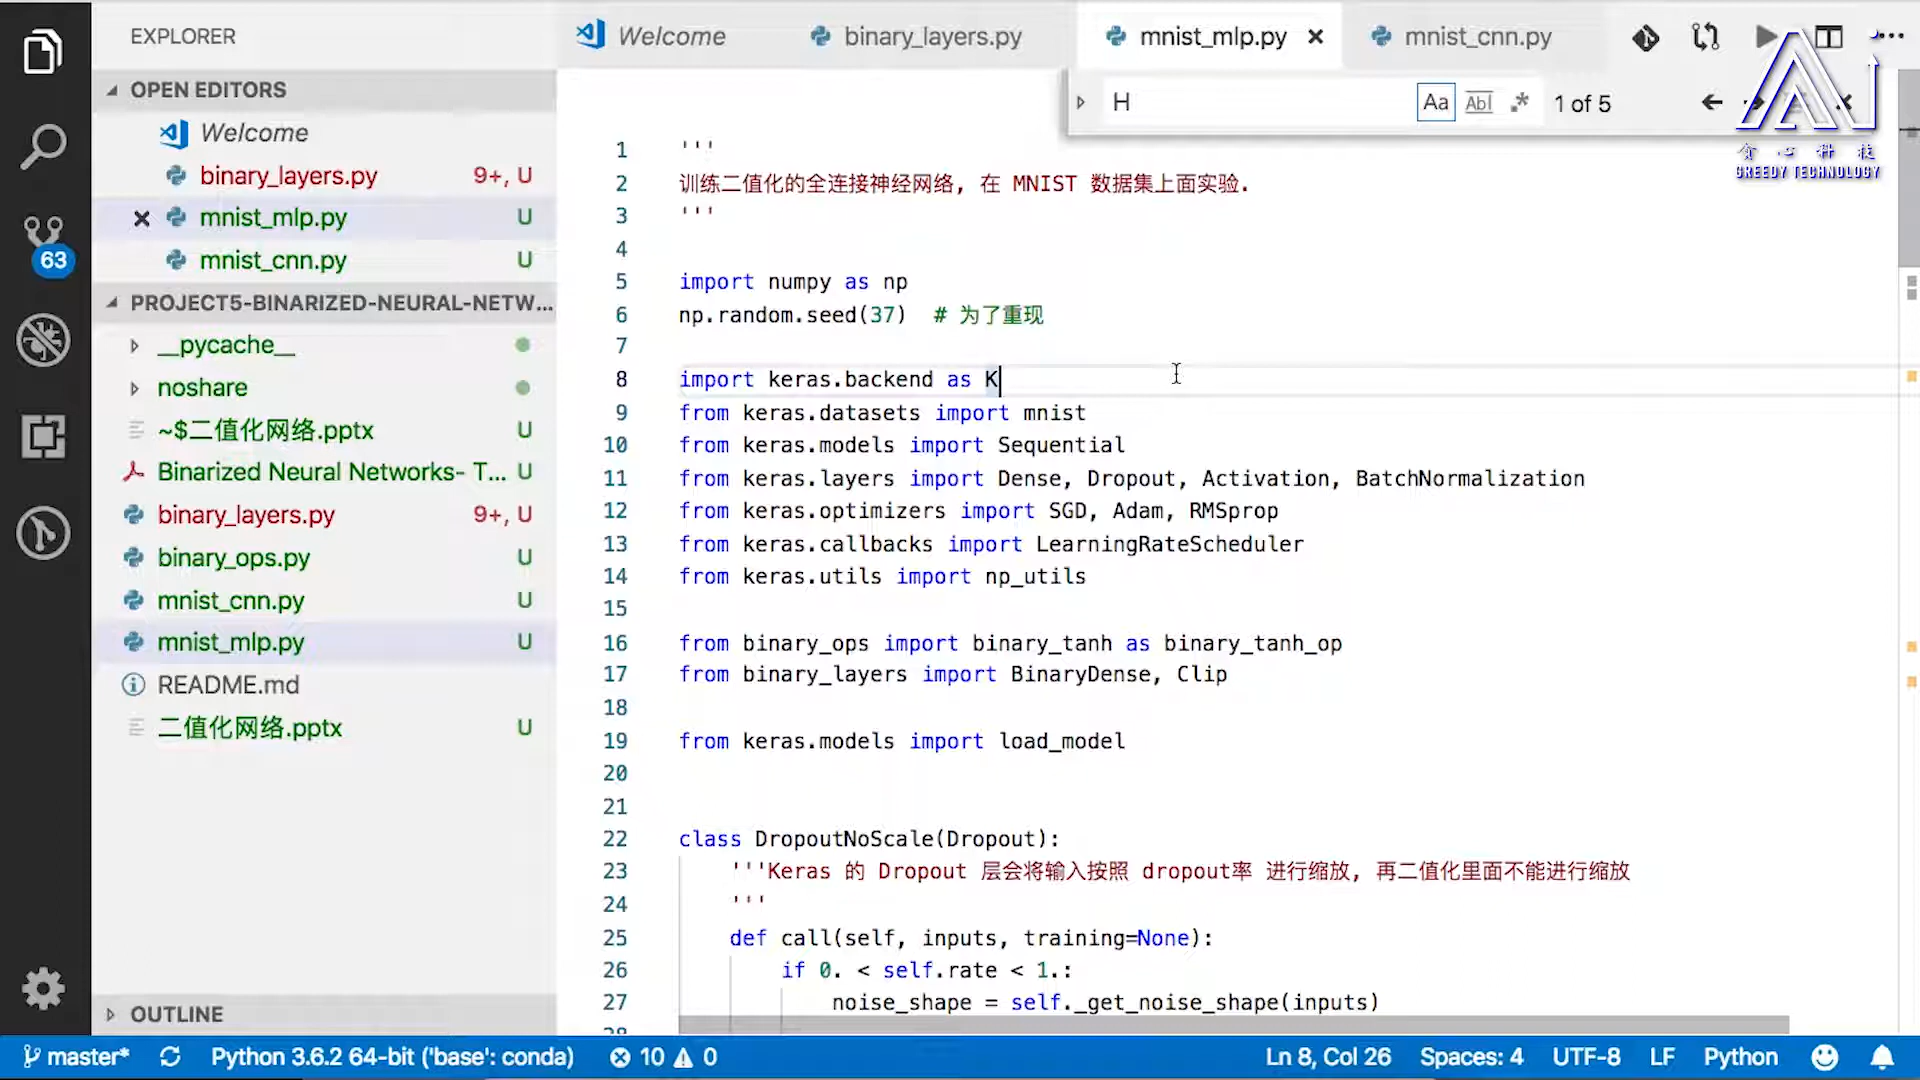 EXPLORER
OPEN EDITORS
Welcome
binary_layers.py 9+, U
mnist_mlp.py U
mnist_cnn.py U
PROJECT5-BINARIZED-NEURAL-NETW...
__pycache__
noshare
~$二值化网络.pptx U
Binarized Neural Networks- T... U
binary_layers.py 9+, U
binary_ops.py U
mnist_cnn.py U
mnist_mlp.py U
README.md
二值化网络.pptx U
OUTLINE
63
Welcome binary_layers.py mnist_mlp.py mnist_cnn.py
H Aa Abl .* 1 of 5
贪心科技
GREEDY TECHNOLOGY
1 '''
2 训练二值化的全连接神经网络, 在 MNIST 数据集上面实验.
3 '''
4
5 import numpy as np
6 np.random.seed(37)  # 为了重现
7
8 import keras.backend as K
9 from keras.datasets import mnist
10 from keras.models import Sequential
11 from keras.layers import Dense, Dropout, Activation, BatchNormalization
12 from keras.optimizers import SGD, Adam, RMSprop
13 from keras.callbacks import LearningRateScheduler
14 from keras.utils import np_utils
15
16 from binary_ops import binary_tanh as binary_tanh_op
17 from binary_layers import BinaryDense, Clip
18
19 from keras.models import load_model
20
21
22 class DropoutNoScale(Dropout):
23     '''Keras 的 Dropout 层会将输入按照 dropout率 进行缩放, 再二值化里面不能进行缩放
24     '''
25     def call(self, inputs, training=None):
26         if 0. < self.rate < 1.:
27             noise_shape = self._get_noise_shape(inputs)
master* Python 3.6.2 64-bit ('base': conda) 10 0 Ln 8, Col 26 Spaces: 4 UTF-8 LF Python